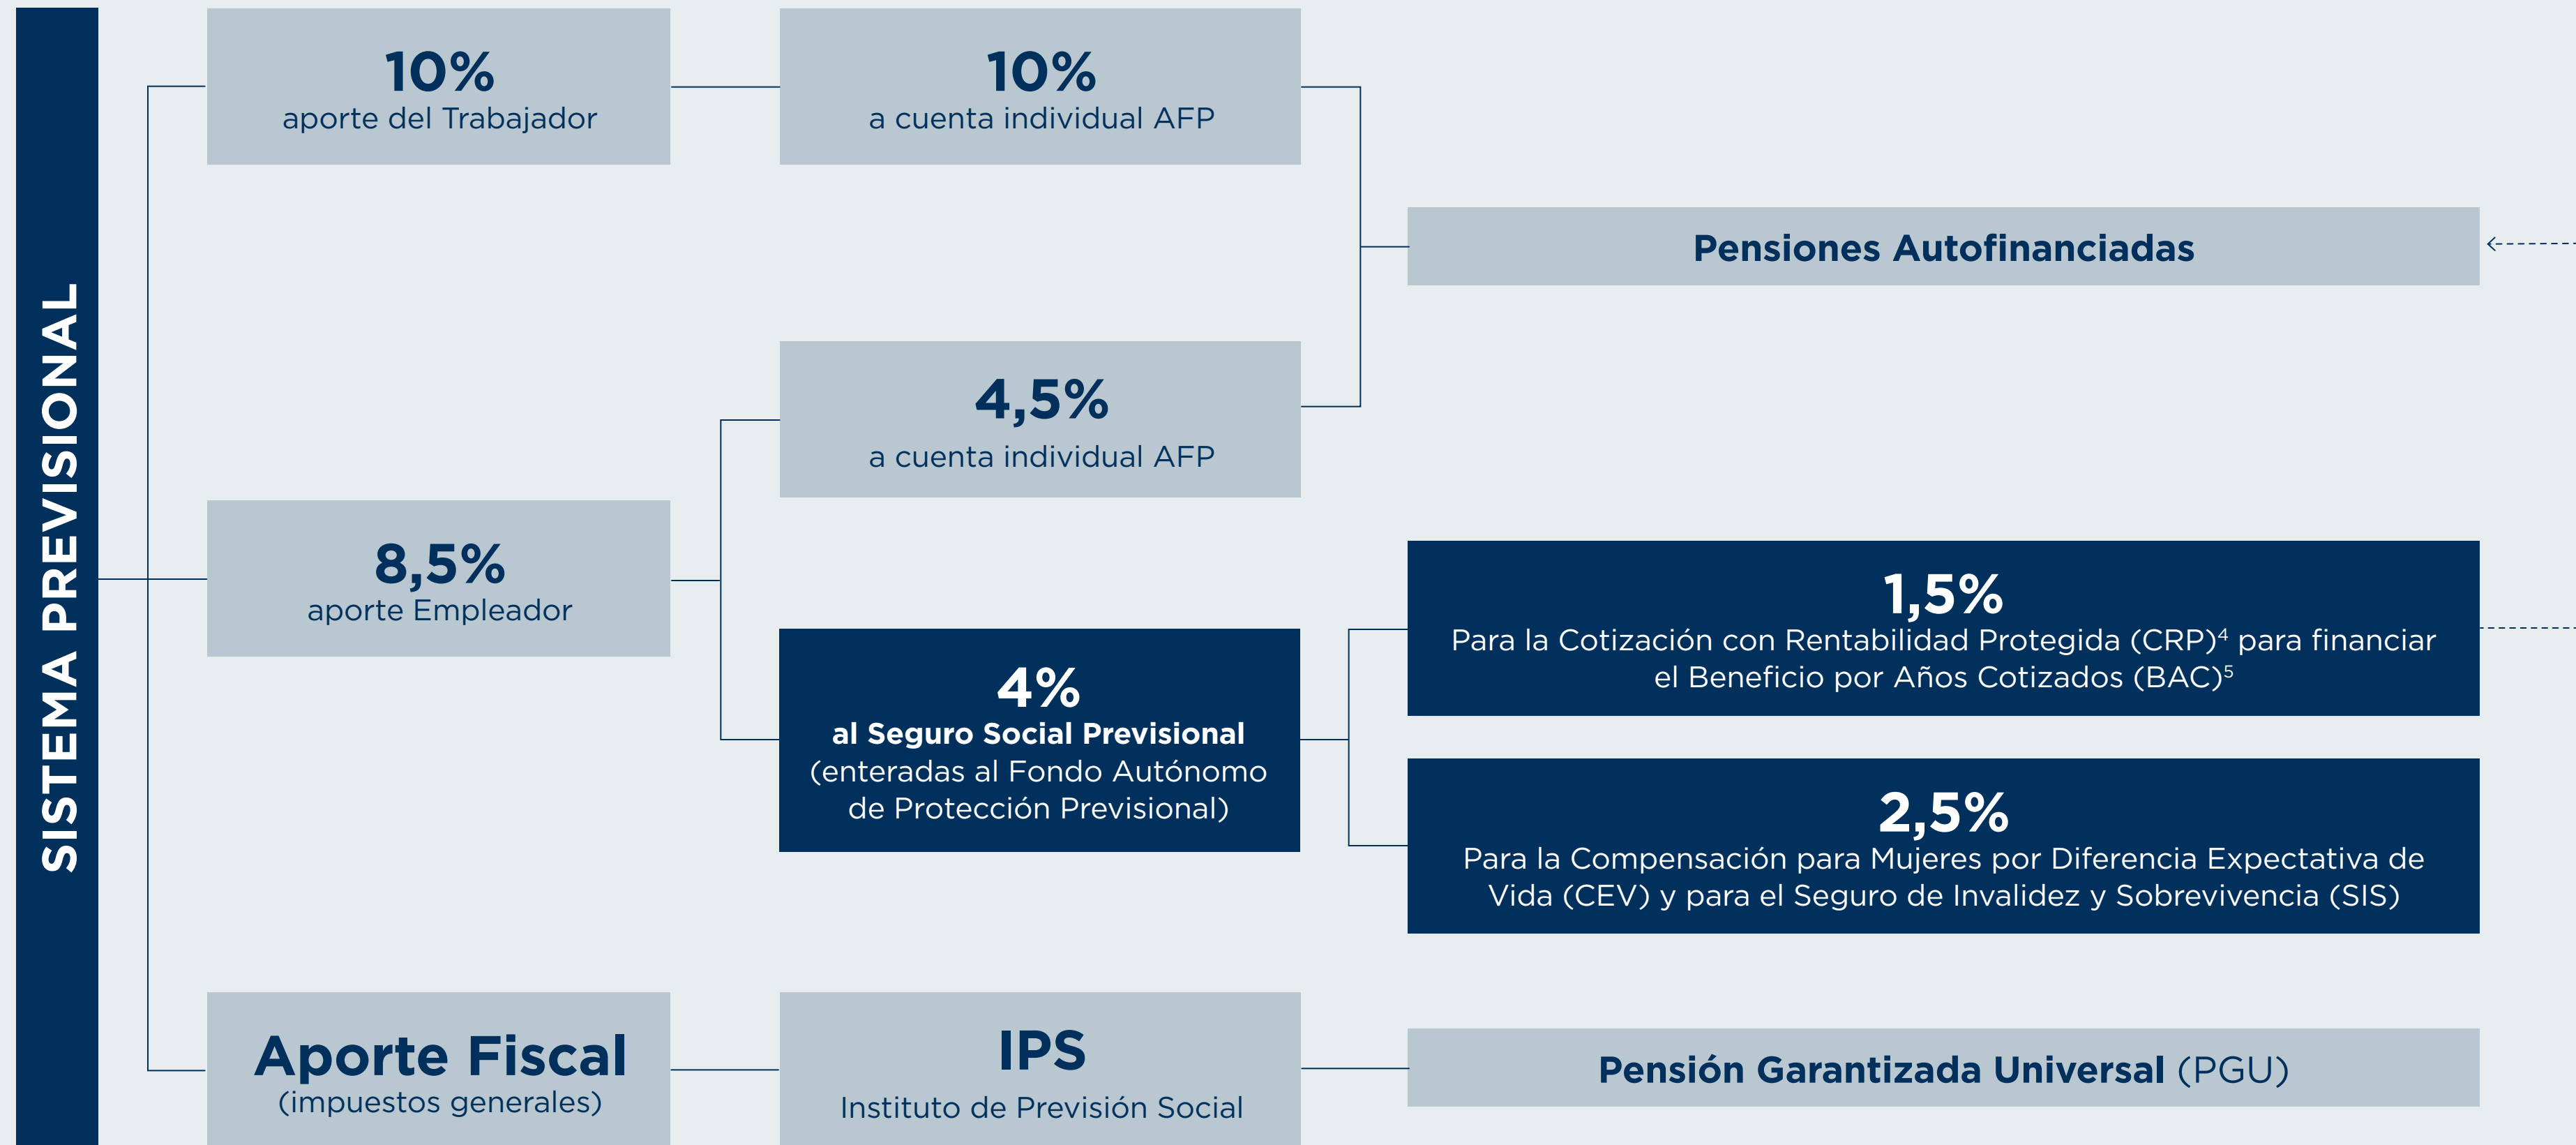 SISTEMA PREVISIONAL
10%
aporte del Trabajador
10%
a cuenta individual AFP
Pensiones Autofinanciadas
8,5%
aporte Empleador
4,5%
a cuenta individual AFP
4%
al Seguro Social Previsional
(enteradas al Fondo Autónomo
de Protección Previsional)
1,5%
Para la Cotización con Rentabilidad Protegida (CRP)⁴ para financiar
el Beneficio por Años Cotizados (BAC)⁵
2,5%
Para la Compensación para Mujeres por Diferencia Expectativa de
Vida (CEV) y para el Seguro de Invalidez y Sobrevivencia (SIS)
Aporte Fiscal
(impuestos generales)
IPS
Instituto de Previsión Social
Pensión Garantizada Universal (PGU)